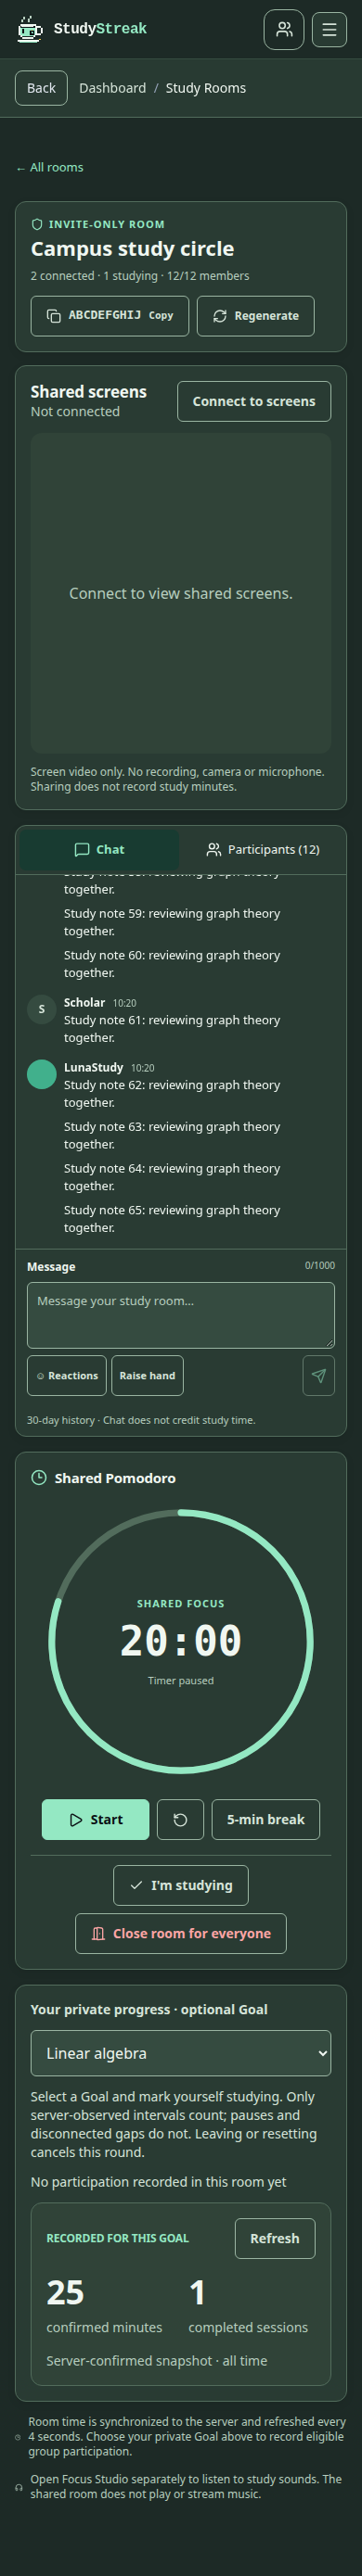 StudyStreak
Back
Dashboard / Study Rooms
← All rooms
INVITE-ONLY ROOM
Campus study circle
2 connected · 1 studying · 12/12 members
ABCDEFGHIJ Copy
Regenerate
Shared screens
Not connected
Connect to screens
Connect to view shared screens.
Screen video only. No recording, camera or microphone.
Sharing does not record study minutes.
Chat
Participants (12)
together.
Study note 59: reviewing graph theory
together.
Study note 60: reviewing graph theory
together.
S
Scholar 10:20
Study note 61: reviewing graph theory
together.
LunaStudy 10:20
Study note 62: reviewing graph theory
together.
Study note 63: reviewing graph theory
together.
Study note 64: reviewing graph theory
together.
Study note 65: reviewing graph theory
together.
Message
0/1000
Message your study room...
☺ Reactions
Raise hand
30-day history · Chat does not credit study time.
Shared Pomodoro
SHARED FOCUS
20:00
Timer paused
Start
5-min break
I'm studying
Close room for everyone
Your private progress · optional Goal
Linear algebra
Select a Goal and mark yourself studying. Only
server-observed intervals count; pauses and
disconnected gaps do not. Leaving or resetting
cancels this round.
No participation recorded in this room yet
RECORDED FOR THIS GOAL
Refresh
25
confirmed minutes
1
completed sessions
Server-confirmed snapshot · all time
Room time is synchronized to the server and refreshed every
4 seconds. Choose your private Goal above to record eligible
group participation.
Open Focus Studio separately to listen to study sounds. The
shared room does not play or stream music.